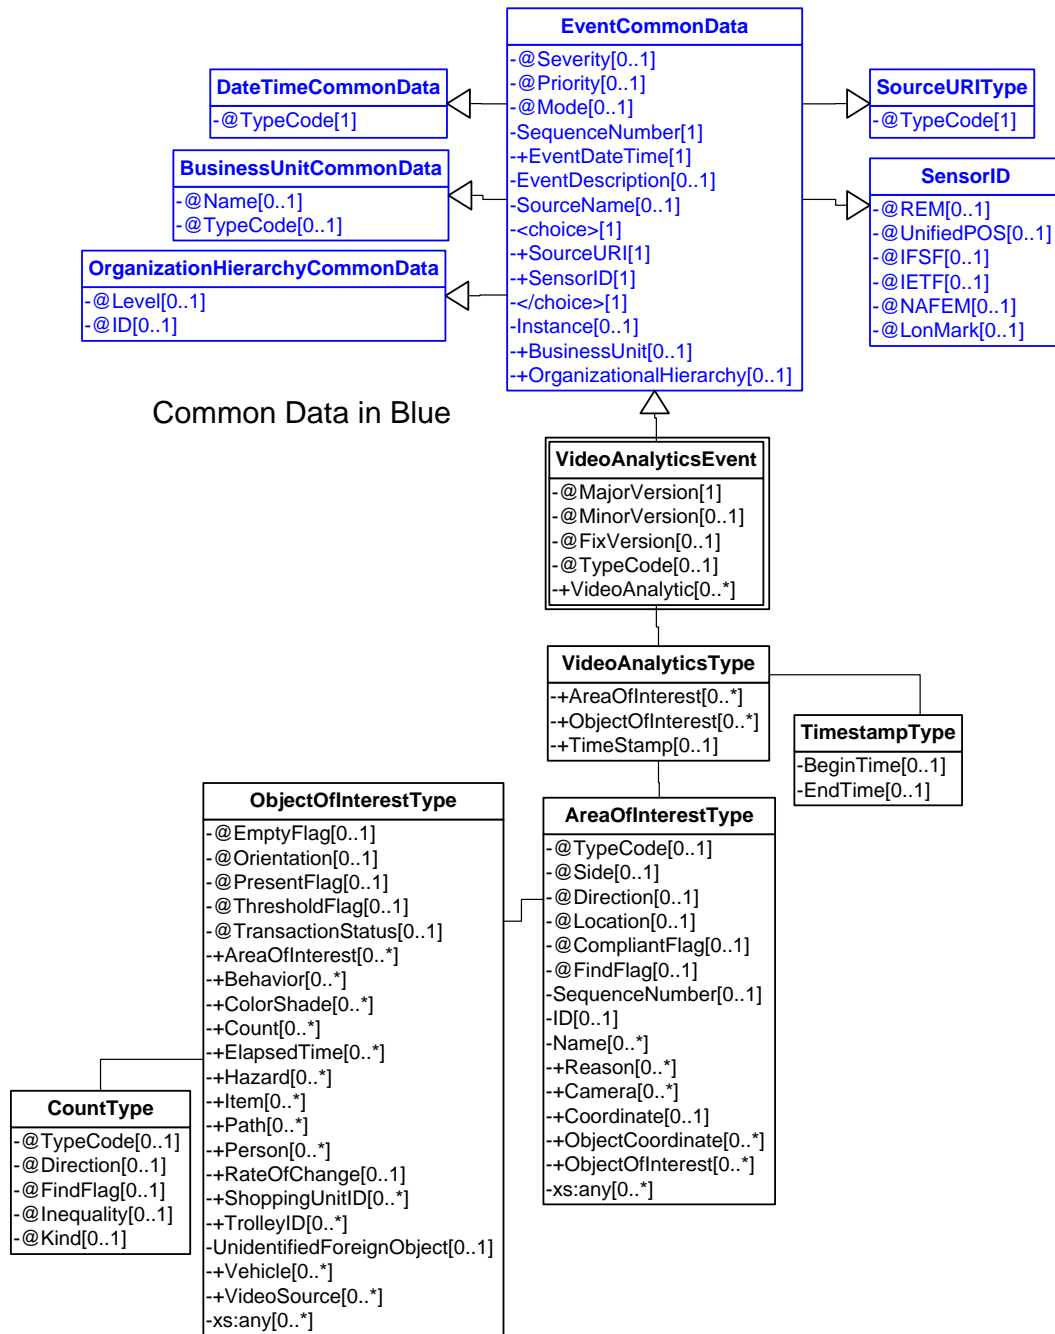 EventCommonData
-@Severity[0..1]
-@Priority[0..1]
-@Mode[0..1]
-SequenceNumber[1]
-+EventDateTime[1]
-EventDescription[0..1]
-SourceName[0..1]
-<choice>[1]
-+SourceURI[1]
-+SensorID[1]
-</choice>[1]
-Instance[0..1]
-+BusinessUnit[0..1]
-+OrganizationalHierarchy[0..1]
DateTimeCommonData
-@TypeCode[1]
BusinessUnitCommonData
-@Name[0..1]
-@TypeCode[0..1]
OrganizationHierarchyCommonData
-@Level[0..1]
-@ID[0..1]
SourceURIType
-@TypeCode[1]
SensorID
-@REM[0..1]
-@UnifiedPOS[0..1]
-@IFSF[0..1]
-@IETF[0..1]
-@NAFEM[0..1]
-@LonMark[0..1]
Common Data in Blue
VideoAnalyticsEvent
-@MajorVersion[1]
-@MinorVersion[0..1]
-@FixVersion[0..1]
-@TypeCode[0..1]
-+VideoAnalytic[0..*]
VideoAnalyticsType
-+AreaOfInterest[0..*]
-+ObjectOfInterest[0..*]
-+TimeStamp[0..1]
TimestampType
-BeginTime[0..1]
-EndTime[0..1]
ObjectOfInterestType
-@EmptyFlag[0..1]
-@Orientation[0..1]
-@PresentFlag[0..1]
-@ThresholdFlag[0..1]
-@TransactionStatus[0..1]
-+AreaOfInterest[0..*]
-+Behavior[0..*]
-+ColorShade[0..*]
-+Count[0..*]
-+ElapsedTime[0..*]
-+Hazard[0..*]
-+Item[0..*]
-+Path[0..*]
-+Person[0..*]
-+RateOfChange[0..1]
-+ShoppingUnitID[0..*]
-+TrolleyID[0..*]
-UnidentifiedForeignObject[0..1]
-+Vehicle[0..*]
-+VideoSource[0..*]
-xs:any[0..*]
AreaOfInterestType
-@TypeCode[0..1]
-@Side[0..1]
-@Direction[0..1]
-@Location[0..1]
-@CompliantFlag[0..1]
-@FindFlag[0..1]
-SequenceNumber[0..1]
-ID[0..1]
-Name[0..*]
-+Reason[0..*]
-+Camera[0..*]
-+Coordinate[0..1]
-+ObjectCoordinate[0..*]
-+ObjectOfInterest[0..*]
-xs:any[0..*]
CountType
-@TypeCode[0..1]
-@Direction[0..1]
-@FindFlag[0..1]
-@Inequality[0..1]
-@Kind[0..1]